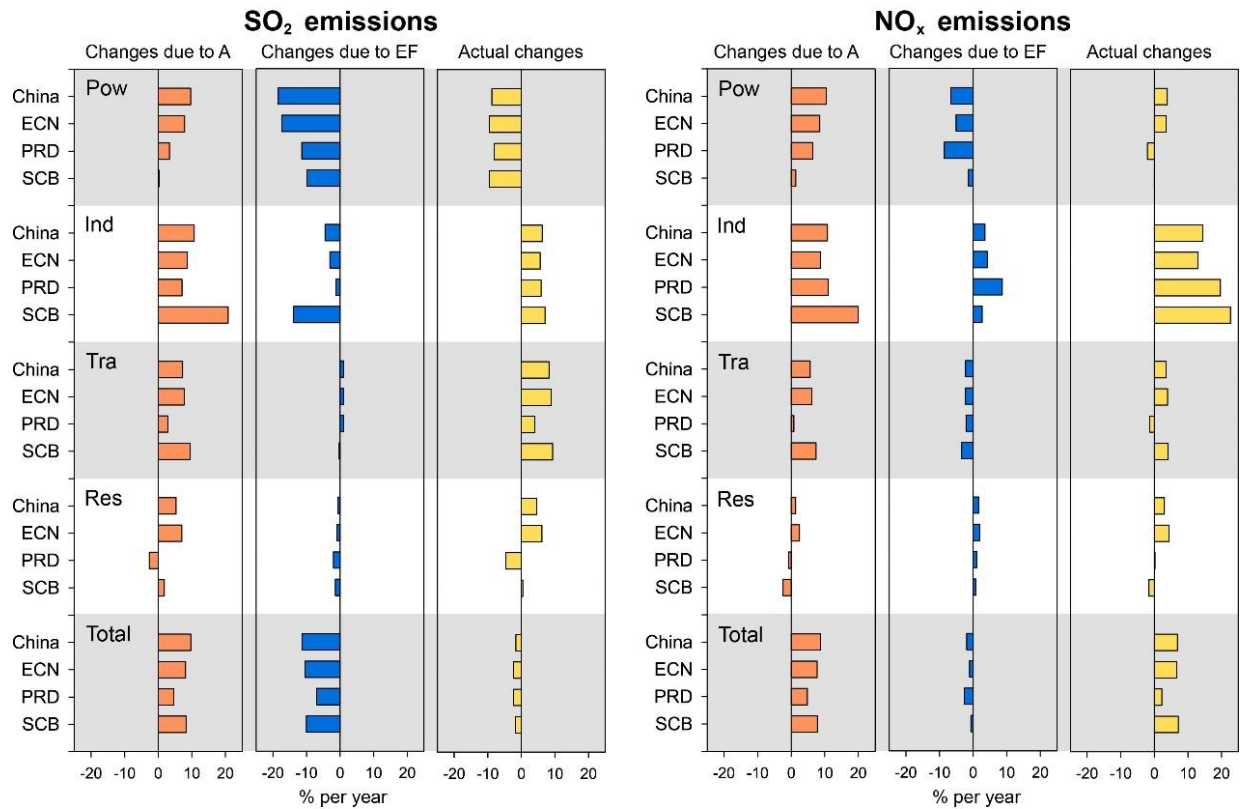 SO₂ emissions
Changes due to A Changes due to EF Actual changes
Pow
China
ECN
PRD
SCB
Ind
China
ECN
PRD
SCB
Tra
China
ECN
PRD
SCB
Res
China
ECN
PRD
SCB
Total
China
ECN
PRD
SCB
-20 -10 0 10 20 -20 -10 0 10 20 -20 -10 0 10 20
% per year
NOₓ emissions
Changes due to A Changes due to EF Actual changes
Pow
China
ECN
PRD
SCB
Ind
China
ECN
PRD
SCB
Tra
China
ECN
PRD
SCB
Res
China
ECN
PRD
SCB
Total
China
ECN
PRD
SCB
-20 -10 0 10 20 -20 -10 0 10 20 -20 -10 0 10 20
% per year